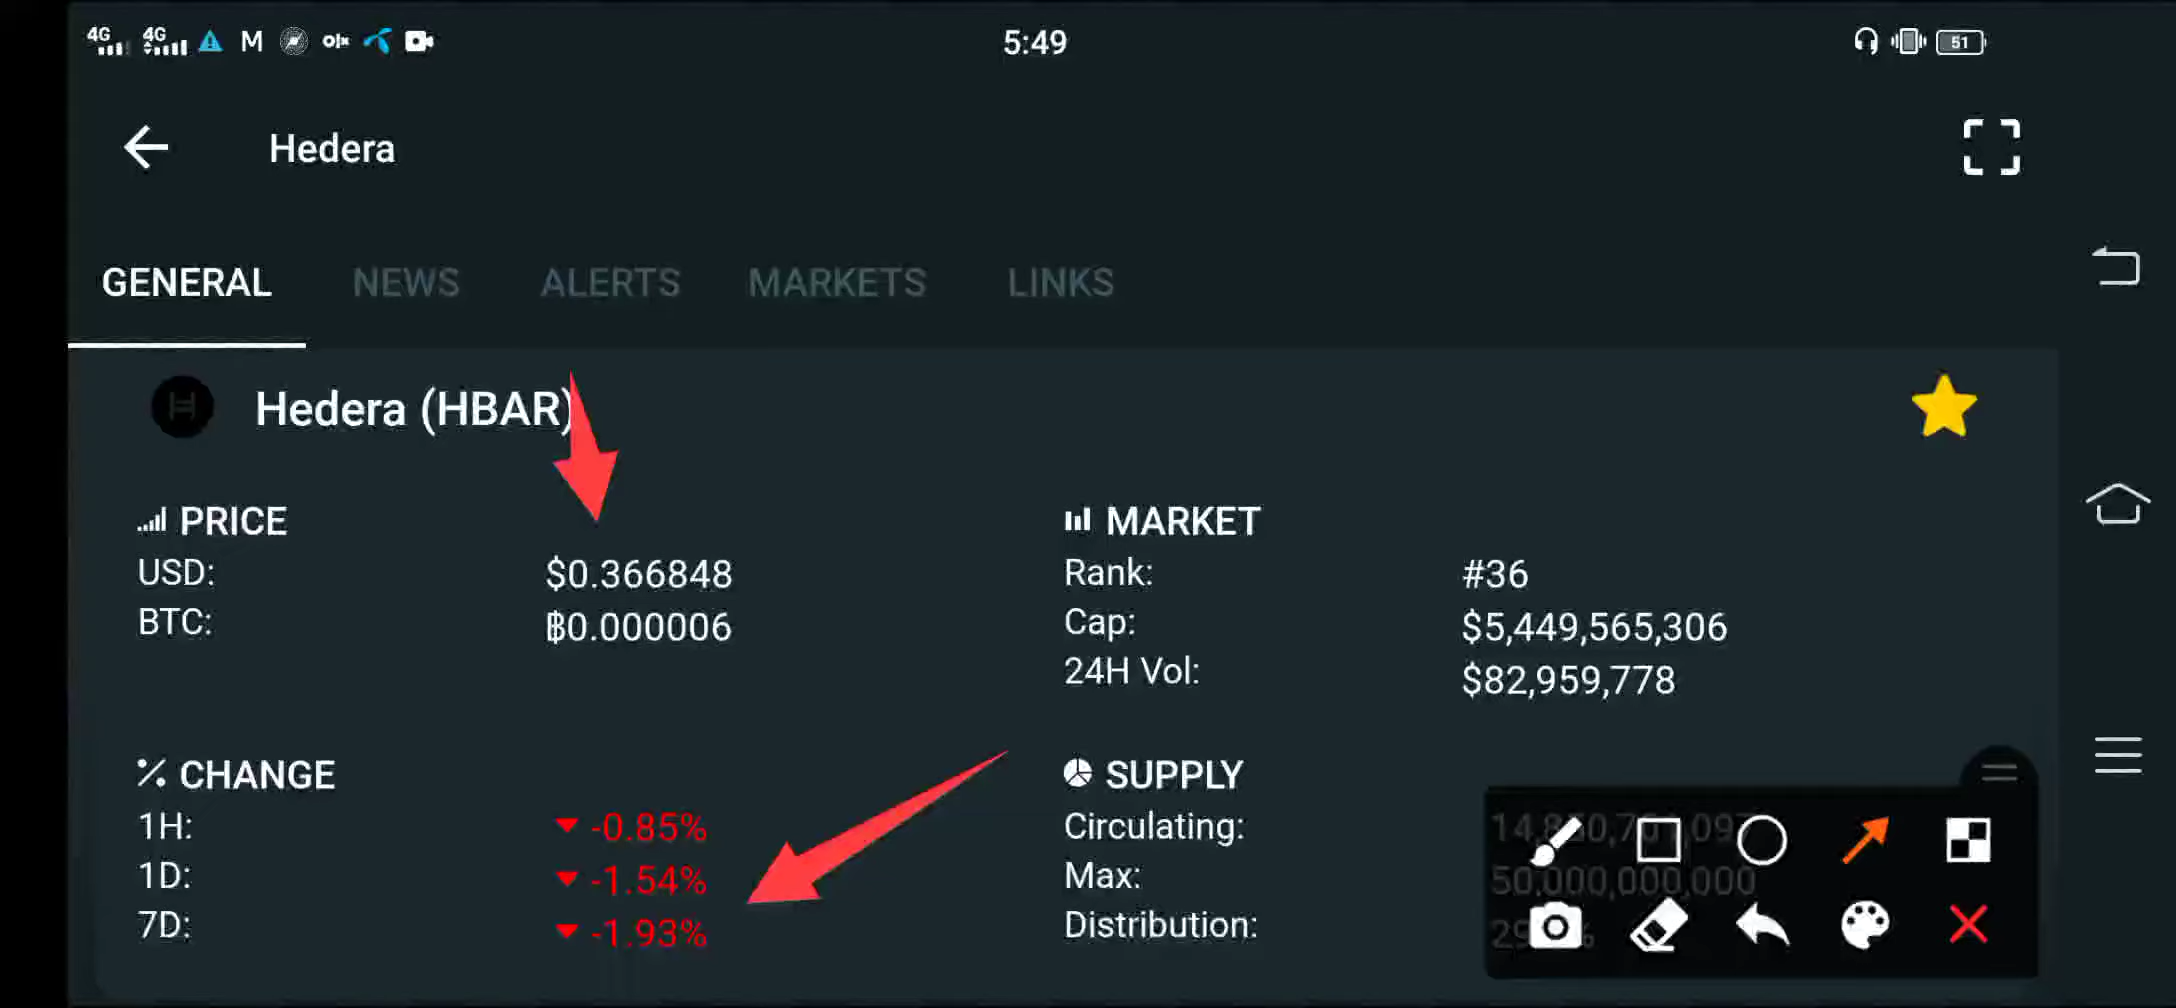 4G 4G M olx 5:49 51
Hedera
GENERAL NEWS ALERTS MARKETS LINKS
Hedera (HBAR)
PRICE
USD: $0.366848
BTC: ₿0.000006
MARKET
Rank: #36
Cap: $5,449,565,306
24H Vol: $82,959,778
CHANGE
1H: -0.85%
1D: -1.54%
7D: -1.93%
SUPPLY
Circulating:
Max: 50,000,000,000
Distribution: